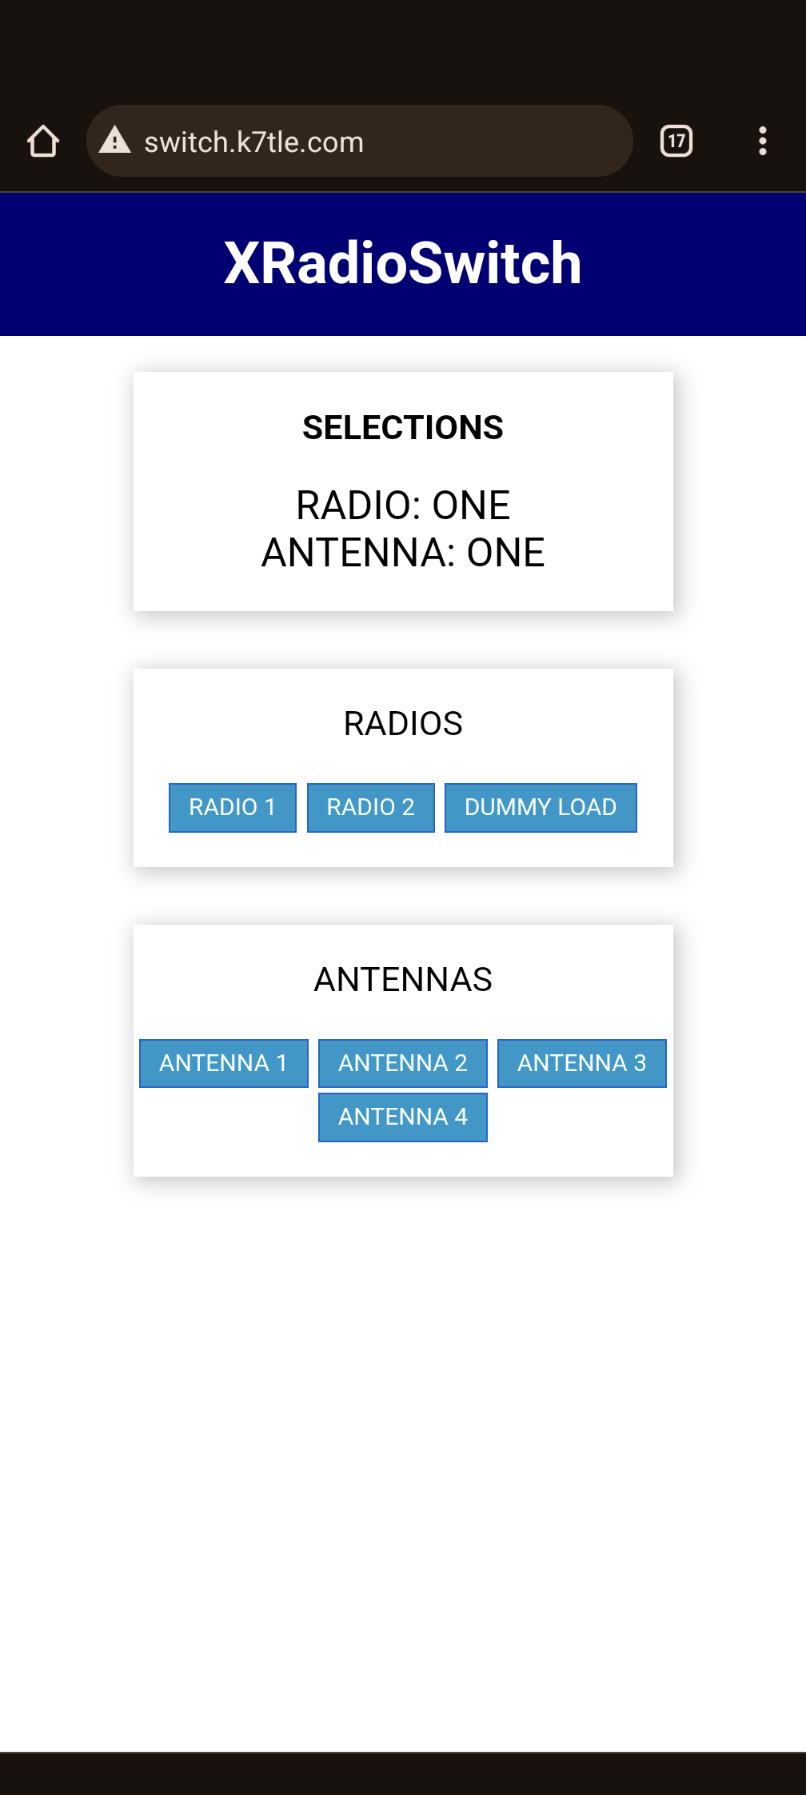 switch.k7tle.com
17
XRadioSwitch
SELECTIONS
RADIO: ONE
ANTENNA: ONE
RADIOS
RADIO 1 RADIO 2 DUMMY LOAD
ANTENNAS
ANTENNA 1 ANTENNA 2 ANTENNA 3
ANTENNA 4